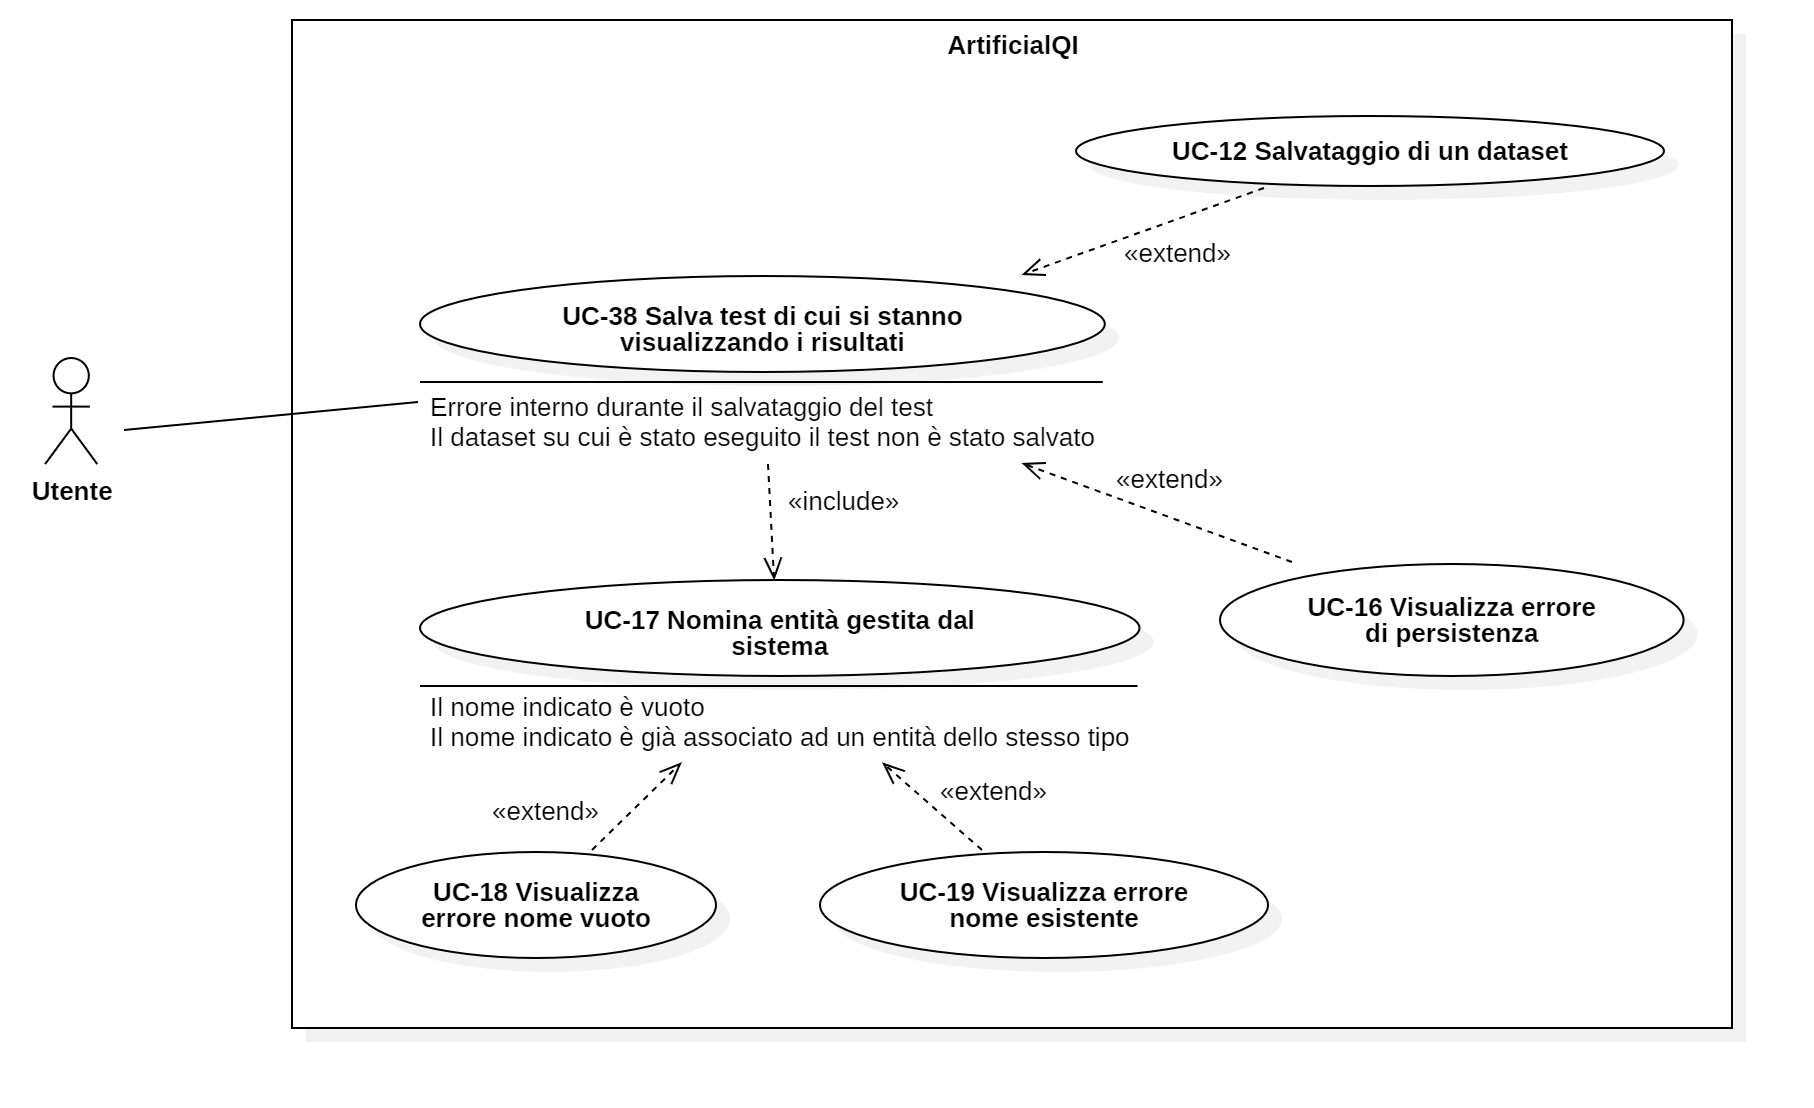 ArtificialQI
UC-12 Salvataggio di un dataset
«extend»
UC-38 Salva test di cui si stanno
visualizzando i risultati
Errore interno durante il salvataggio del test
Il dataset su cui è stato eseguito il test non è stato salvato
Utente
«extend»
«include»
UC-17 Nomina entità gestita dal
sistema
UC-16 Visualizza errore
di persistenza
Il nome indicato è vuoto
Il nome indicato è già associato ad un entità dello stesso tipo
«extend»
«extend»
UC-18 Visualizza
errore nome vuoto
UC-19 Visualizza errore
nome esistente